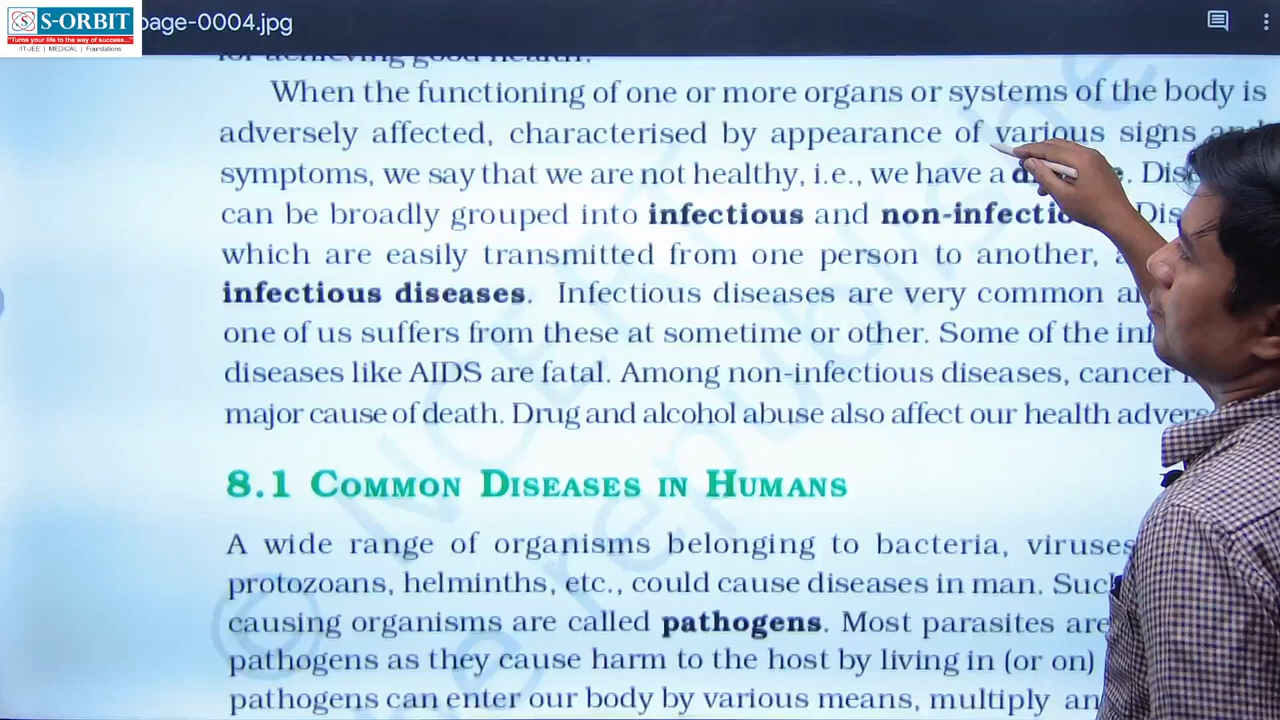 S-ORBIT
"Turns your life to the way of success..."
IIT-JEE | MEDICAL | Foundations
page-0004.jpg
for achieving good health.
When the functioning of one or more organs or systems of the body is
adversely affected, characterised by appearance of various signs and
symptoms, we say that we are not healthy, i.e., we have a
can be broadly grouped into infectious and
which are easily transmitted from one person to another,
infectious diseases. Infectious diseases are very common
one of us suffers from these at sometime or other. Some of the
diseases like AIDS are fatal. Among non-infectious diseases, cancer
major cause of death. Drug and alcohol abuse also affect our health
8.1 COMMON DISEASES IN HUMANS
A wide range of organisms belonging to bacteria, viruses
protozoans, helminths, etc., could cause diseases in man. Such
causing organisms are called pathogens. Most parasites are
pathogens as they cause harm to the host by living in (or on)
pathogens can enter our body by various means, multiply
© NCERT
republishe